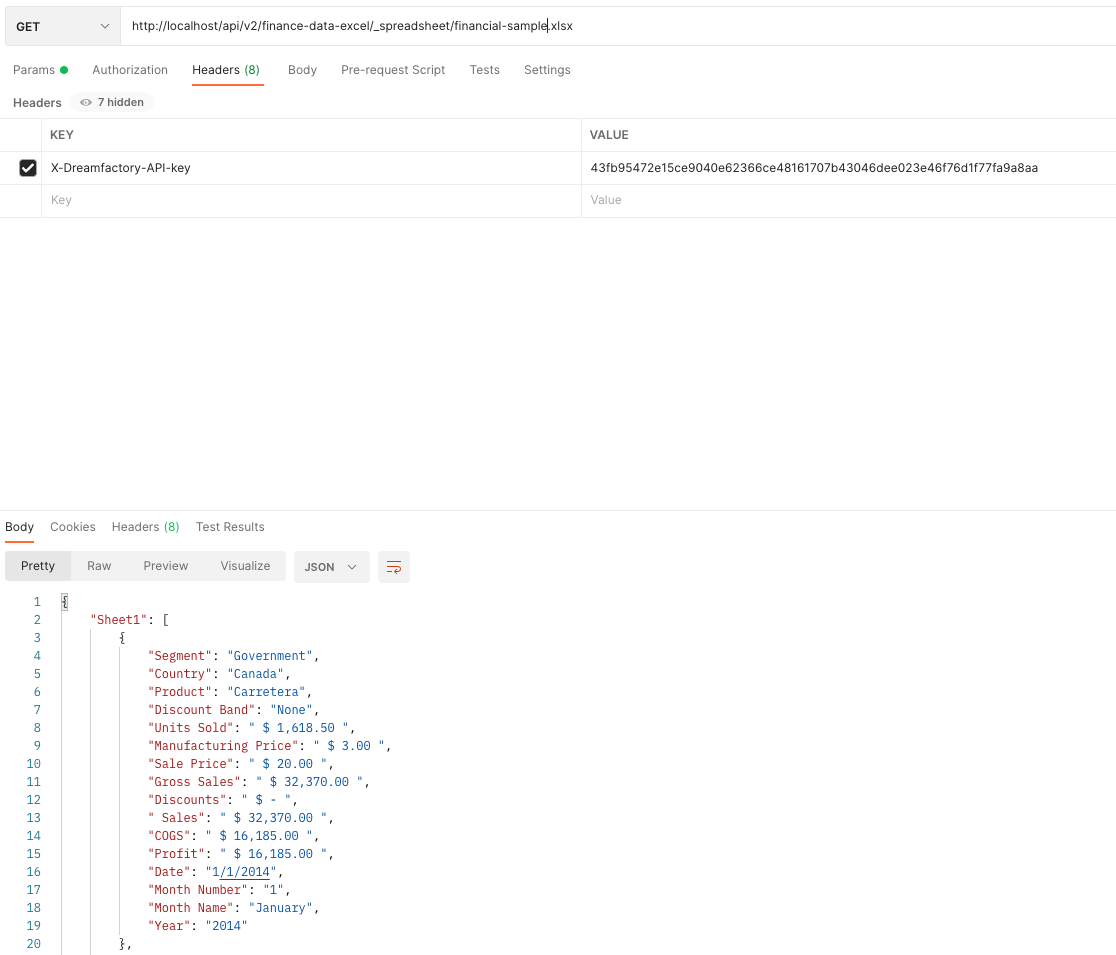 GET http://localhost/api/v2/finance-data-excel/_spreadsheet/financial-sample.xlsx
Params Authorization Headers (8) Body Pre-request Script Tests Settings
Headers 7 hidden
KEY VALUE
X-Dreamfactory-API-key 43fb95472e15ce9040e62366ce48161707b43046dee023e46f76d1f77fa9a8aa
Key Value
Body Cookies Headers (8) Test Results
Pretty Raw Preview Visualize JSON
1 {
2 "Sheet1": [
3 {
4 "Segment": "Government",
5 "Country": "Canada",
6 "Product": "Carretera",
7 "Discount Band": "None",
8 "Units Sold": " $ 1,618.50 ",
9 "Manufacturing Price": " $ 3.00 ",
10 "Sale Price": " $ 20.00 ",
11 "Gross Sales": " $ 32,370.00 ",
12 "Discounts": " $ - ",
13 " Sales": " $ 32,370.00 ",
14 "COGS": " $ 16,185.00 ",
15 "Profit": " $ 16,185.00 ",
16 "Date": "1/1/2014",
17 "Month Number": "1",
18 "Month Name": "January",
19 "Year": "2014"
20 },